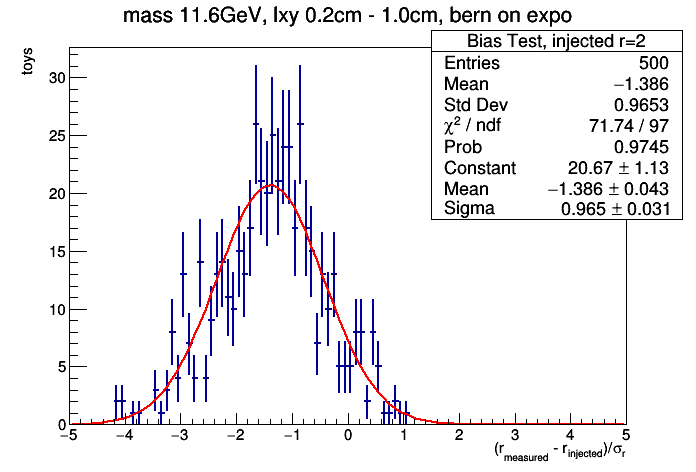 mass 11.6GeV, lxy 0.2cm - 1.0cm, bern on expo
toys
Bias Test, injected r=2
Entries 500
Mean −1.386
Std Dev 0.9653
χ² / ndf 71.74 / 97
Prob 0.9745
Constant 20.67 ± 1.13
Mean −1.386 ± 0.043
Sigma 0.965 ± 0.031
30
25
20
15
10
5
0
−5 −4 −3 −2 −1 0 1 2 3 4 5
(r_measured - r_injected)/σ_r